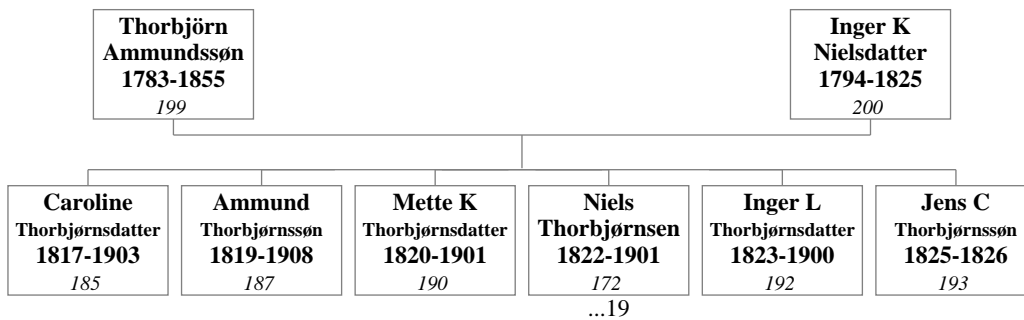 Thorbjörn
Ammundssøn
1783-1855
199
Inger K
Nielsdatter
1794-1825
200
Caroline
Thorbjørnsdatter
1817-1903
185
Ammund
Thorbjørnssøn
1819-1908
187
Mette K
Thorbjørnsdatter
1820-1901
190
Niels
Thorbjørnsen
1822-1901
172
...19
Inger L
Thorbjørnsdatter
1823-1900
192
Jens C
Thorbjørnssøn
1825-1826
193